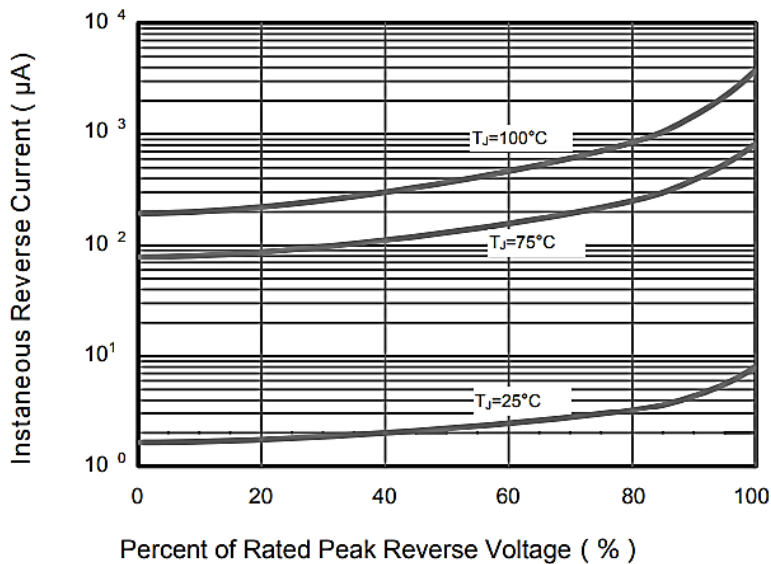 Instaneous Reverse Current ( μA)
10 4
10 3
10 2
10 1
10 0
TJ=100°C
TJ=75°C
TJ=25°C
0 20 40 60 80 100
Percent of Rated Peak Reverse Voltage ( % )